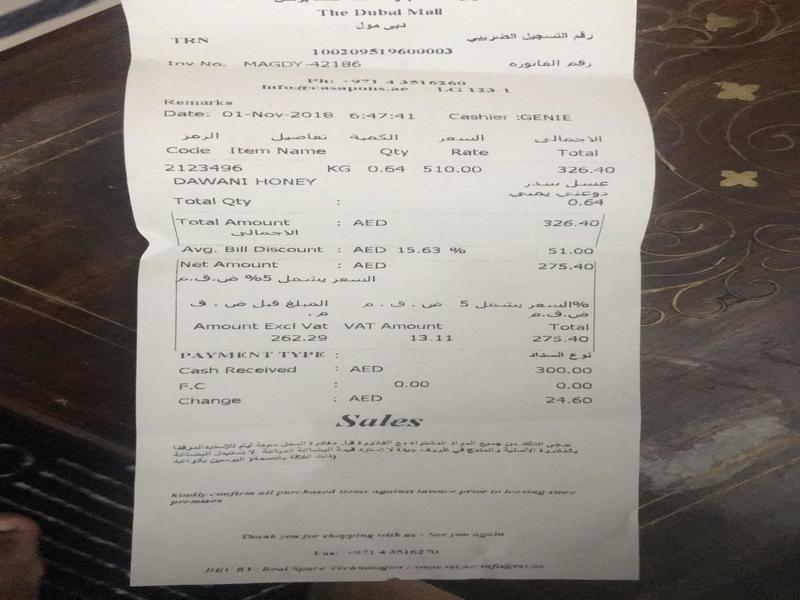 The Dubai Mall
دبي مول
TRN رقم التسجيل الضريبي
100209519600003
Inv No. MAGDY-42186 رقم الفاتوره
Ph: +971 4 3516260
Info@casapons.ae LG 123-1
Remarks
Date: 01-Nov-2018 6:47:41 Cashier :GENIE
الرمز تفاصيل الكمية السعر الاجمالى
Code Item Name Qty Rate Total
2123496 KG 0.64 510.00 326.40
DAWANI HONEY عسل سدر
دوعني يمني
Total Qty : 0.64
Total Amount : AED 326.40
الاجمالى
Avg. Bill Discount : AED 15.63 % 51.00
Net Amount : AED 275.40
السعر يشمل 5% ض.ق.م
المبلغ قبل ض . ق ض . ق . م السعر يشمل 5%
م . ض.ق.م
Amount Excl Vat VAT Amount Total
262.29 13.11 275.40
PAYMENT TYPE : نوع السداد
Cash Received : AED 300.00
F.C : 0.00 0.00
Change : AED 24.60
Sales
Kindly confirm all purchased items against invoice prior to leaving store
premises
Thank you for shopping with us - See you again
Fax: +971 4 3516270
DEV BY: Real Space Technologies :